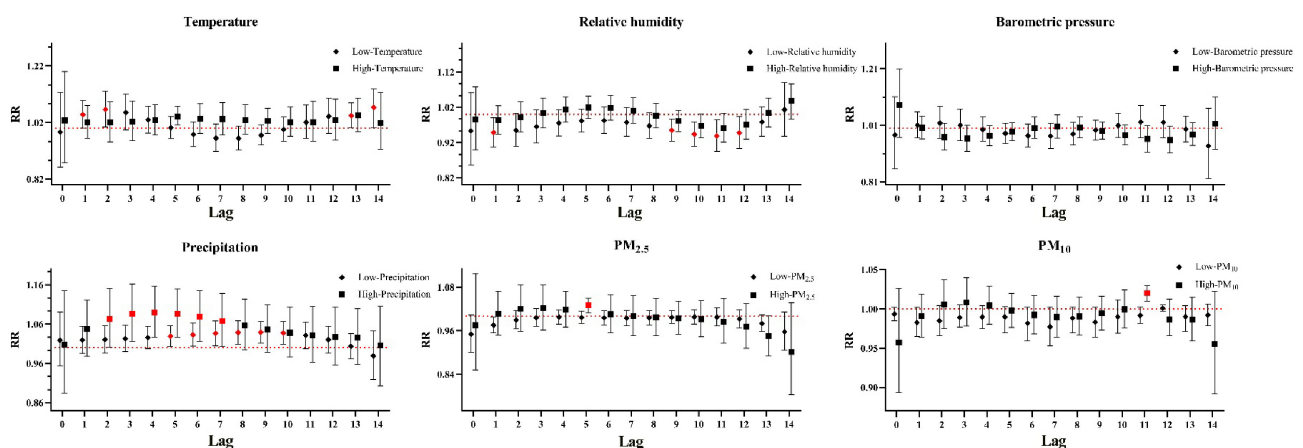 Temperature
Low-Temperature
High-Temperature
1.22
1.02
0.82
RR
0 1 2 3 4 5 6 7 8 9 10 11 12 13 14
Lag
Relative humidity
Low-Relative humidity
High-Relative humidity
1.12
1.02
0.92
0.82
RR
0 1 2 3 4 5 6 7 8 9 10 11 12 13 14
Lag
Barometric pressure
Low-Barometric pressure
High-Barometric pressure
1.21
1.01
0.81
RR
0 1 2 3 4 5 6 7 8 9 10 11 12 13 14
Lag
Precipitation
Low-Precipitation
High-Precipitation
1.16
1.06
0.96
0.86
RR
0 1 2 3 4 5 6 7 8 9 10 11 12 13 14
Lag
PM2.5
Low-PM2.5
High-PM2.5
1.08
0.96
0.84
RR
0 1 2 3 4 5 6 7 8 9 10 11 12 13 14
Lag
PM10
Low-PM10
High-PM10
1.05
1.00
0.95
0.90
RR
0 1 2 3 4 5 6 7 8 9 10 11 12 13 14
Lag